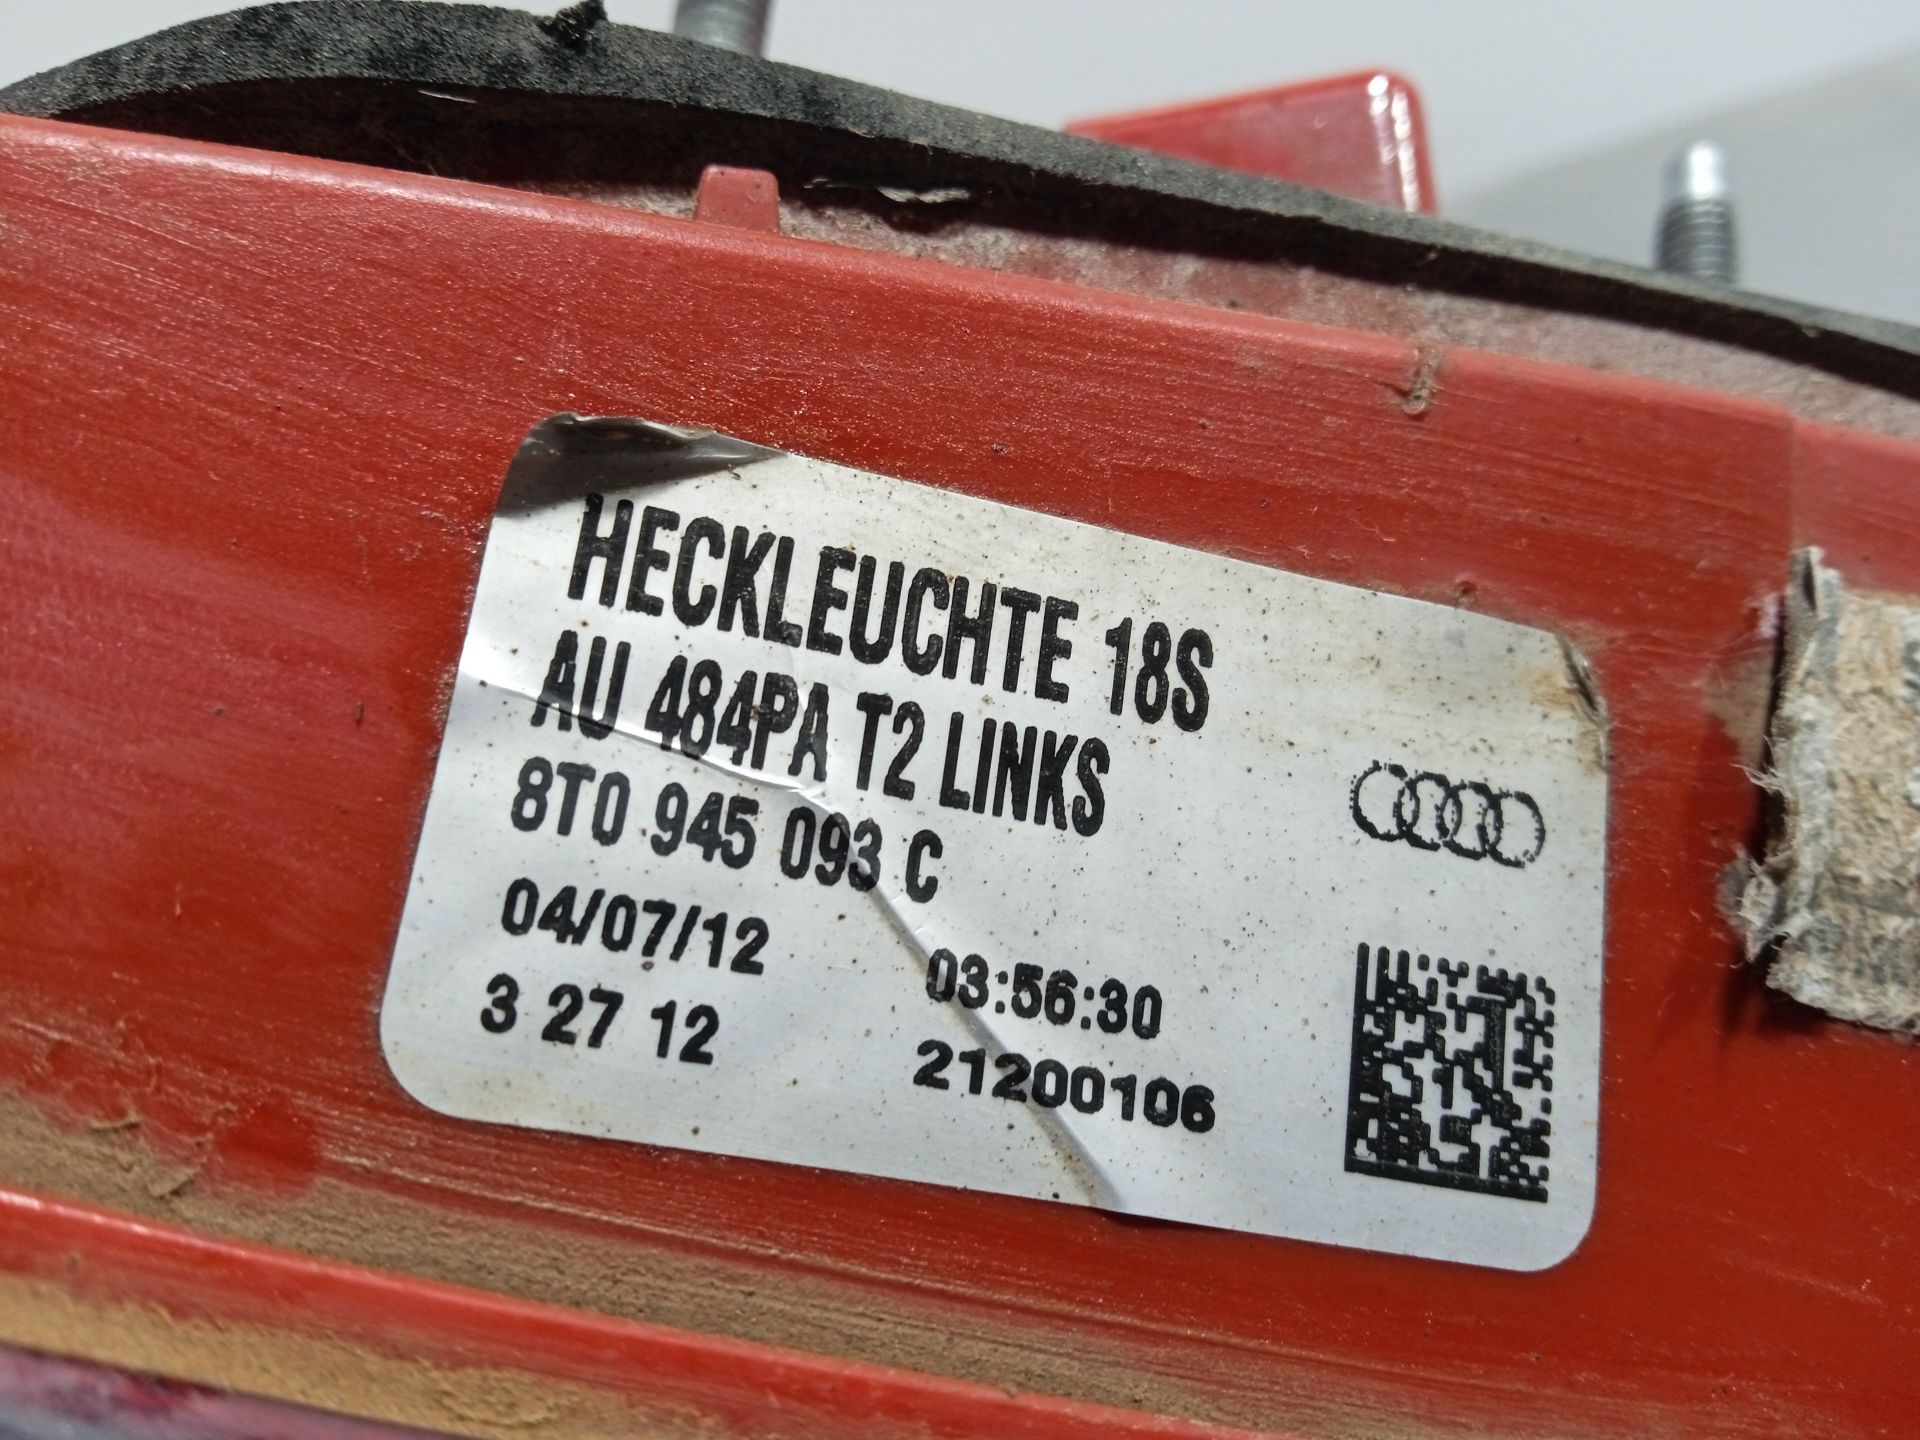 HECKLEUCHTE 18S
AU 484PA T2 LINKS
8T0 945 093 C
04/07/12 03:56:30
3 27 12 21200106